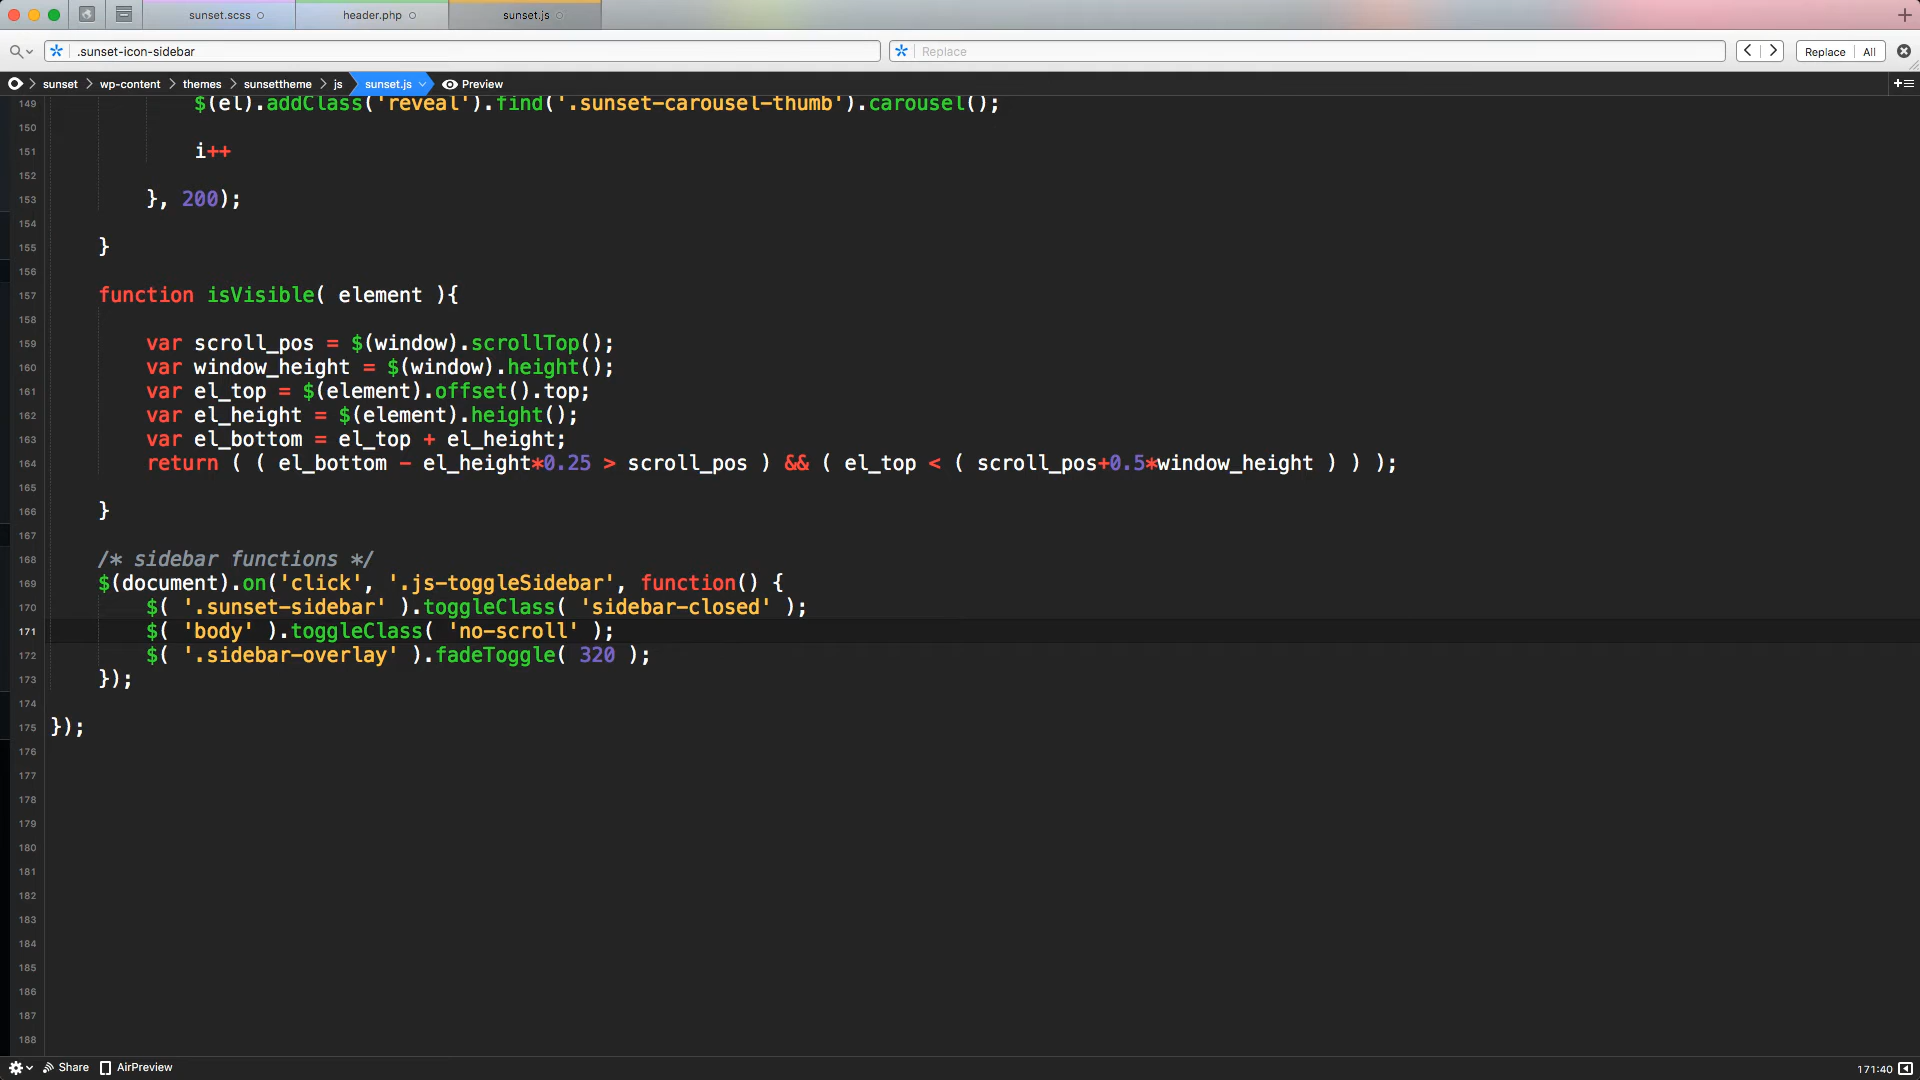 sunset.scss
header.php
sunset.js
.sunset-icon-sidebar
Replace
Replace
All
sunset
wp-content
themes
sunsettheme
js
sunset.js
Preview
149 $(el).addClass('reveal').find('.sunset-carousel-thumb').carousel();
150
151 i++
152
153 }, 200);
154
155 }
156
157 function isVisible( element ){
158
159 var scroll_pos = $(window).scrollTop();
160 var window_height = $(window).height();
161 var el_top = $(element).offset().top;
162 var el_height = $(element).height();
163 var el_bottom = el_top + el_height;
164 return ( ( el_bottom - el_height*0.25 > scroll_pos ) && ( el_top < ( scroll_pos+0.5*window_height ) ) );
165
166 }
167
168 /* sidebar functions */
169 $(document).on('click', '.js-toggleSidebar', function() {
170 $( '.sunset-sidebar' ).toggleClass( 'sidebar-closed' );
171 $( 'body' ).toggleClass( 'no-scroll' );
172 $( '.sidebar-overlay' ).fadeToggle( 320 );
173 });
174
175 });
176
177
178
179
180
181
182
183
184
185
186
187
188
Share
AirPreview
171:40